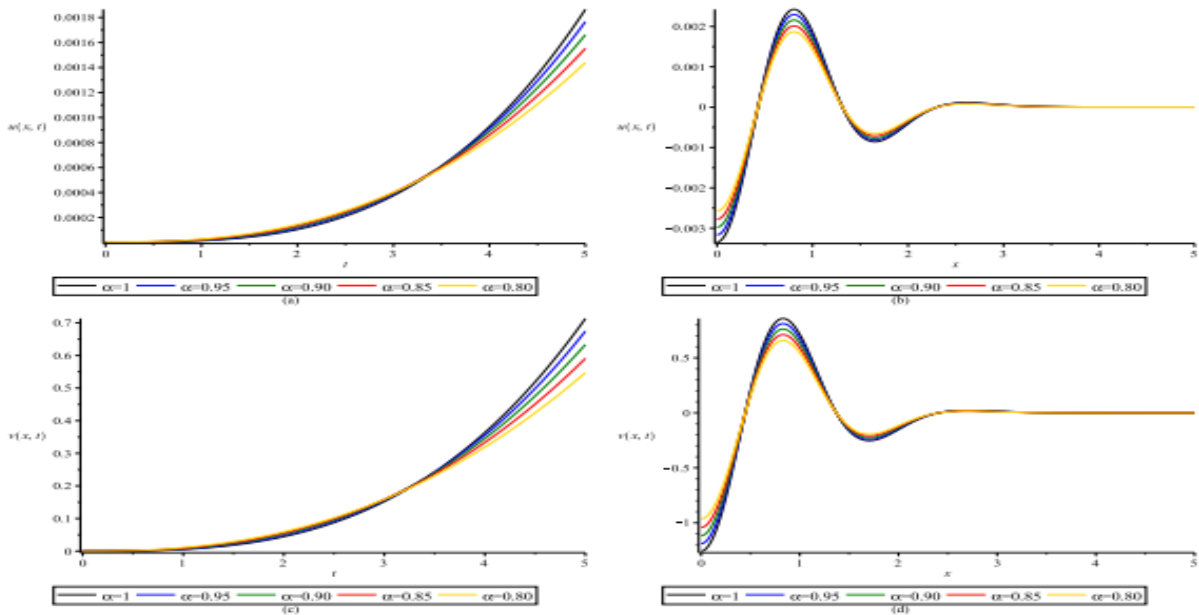 0.0018
0.0016
0.0014
0.0012
0.0010
0.0008
w(x, t)
0.0006
0.0004
0.0002
0 1 2 3 4 5
t
α=1 α=0.95 α=0.90 α=0.85 α=0.80
(a)
0.002
0.001
0
w(x, t)
−0.001
−0.002
−0.003
0 1 2 3 4 5
x
α=1 α=0.95 α=0.90 α=0.85 α=0.80
(b)
0.7
0.6
0.5
0.4
v(x, t)
0.3
0.2
0.1
0
0 1 2 3 4 5
t
α=1 α=0.95 α=0.90 α=0.85 α=0.80
(c)
0.5
0
v(x, t)
−0.5
−1
0 1 2 3 4 5
x
α=1 α=0.95 α=0.90 α=0.85 α=0.80
(d)